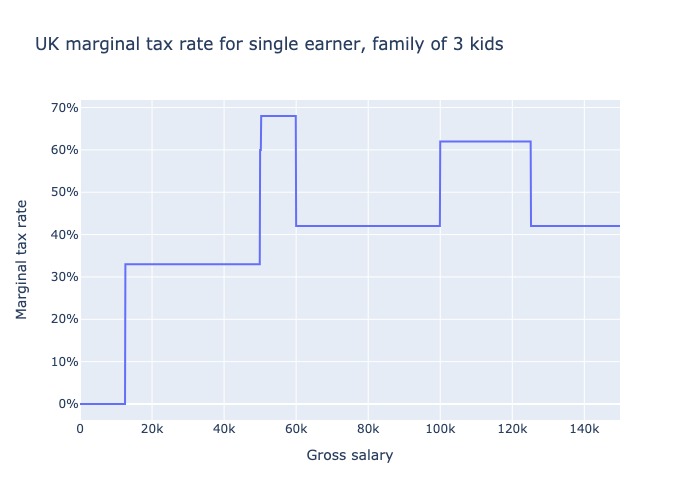 UK marginal tax rate for single earner, family of 3 kids
70%
60%
50%
40%
30%
20%
10%
0%
Marginal tax rate
0 20k 40k 60k 80k 100k 120k 140k
Gross salary